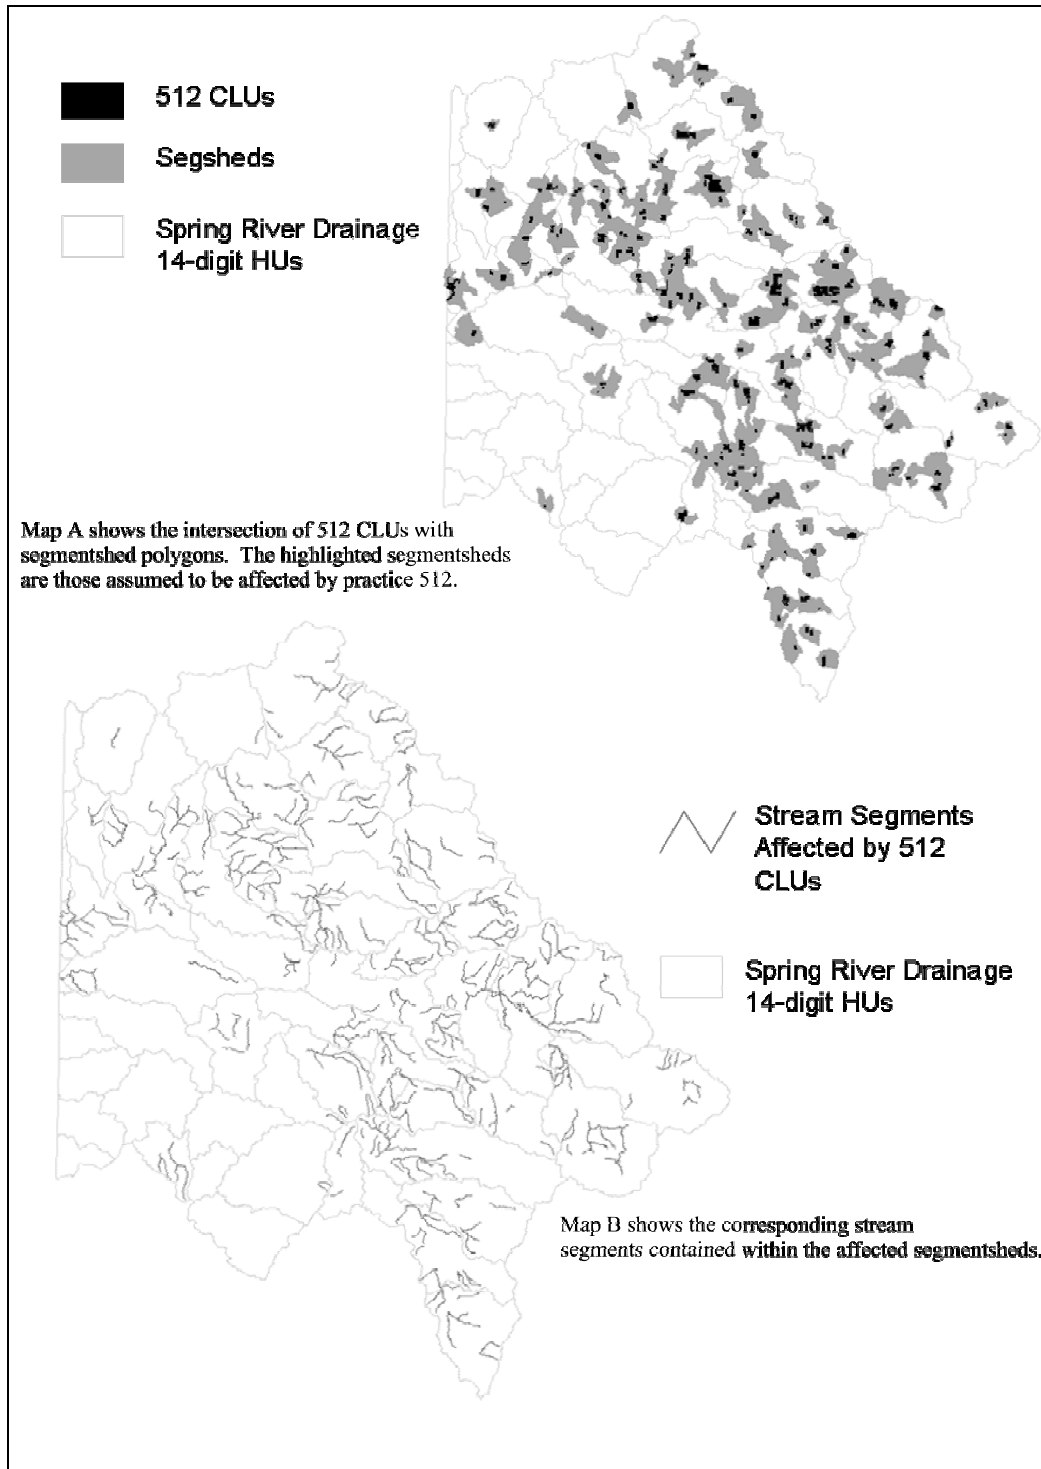 512 CLUs
Segsheds
Spring River Drainage
14-digit HUs
Map A shows the intersection of 512 CLUs with
segmentshed polygons. The highlighted segmentsheds
are those assumed to be affected by practice 512.
Stream Segments
Affected by 512
CLUs
Spring River Drainage
14-digit HUs
Map B shows the corresponding stream
segments contained within the affected segmentsheds.